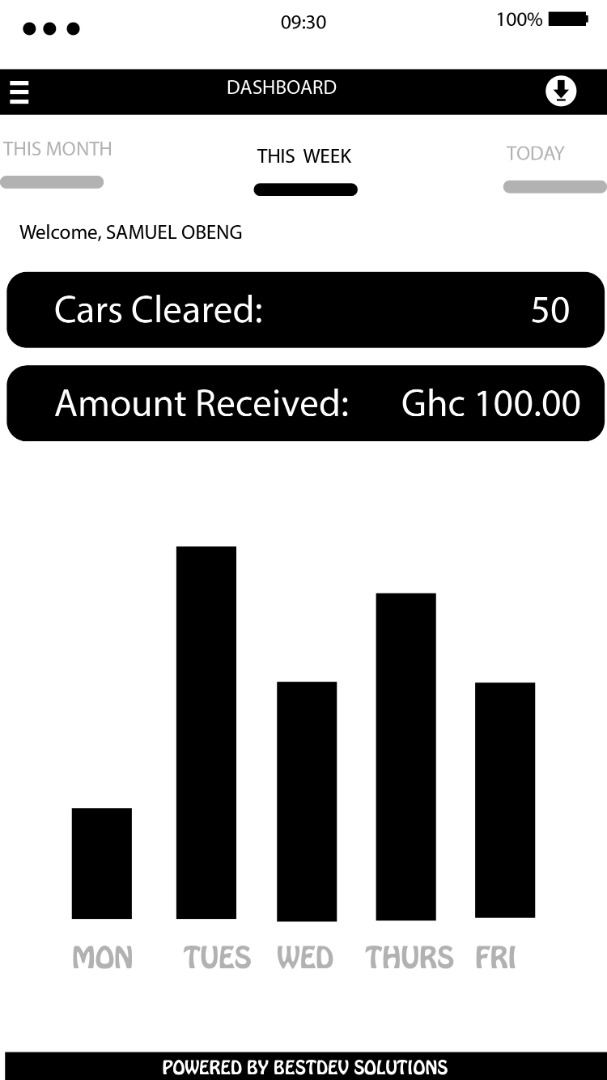 09:30
100%
DASHBOARD
THIS MONTH
THIS WEEK
TODAY
Welcome, SAMUEL OBENG
Cars Cleared: 50
Amount Received: Ghc 100.00
MON TUES WED THURS FRI
POWERED BY BESTDEV SOLUTIONS